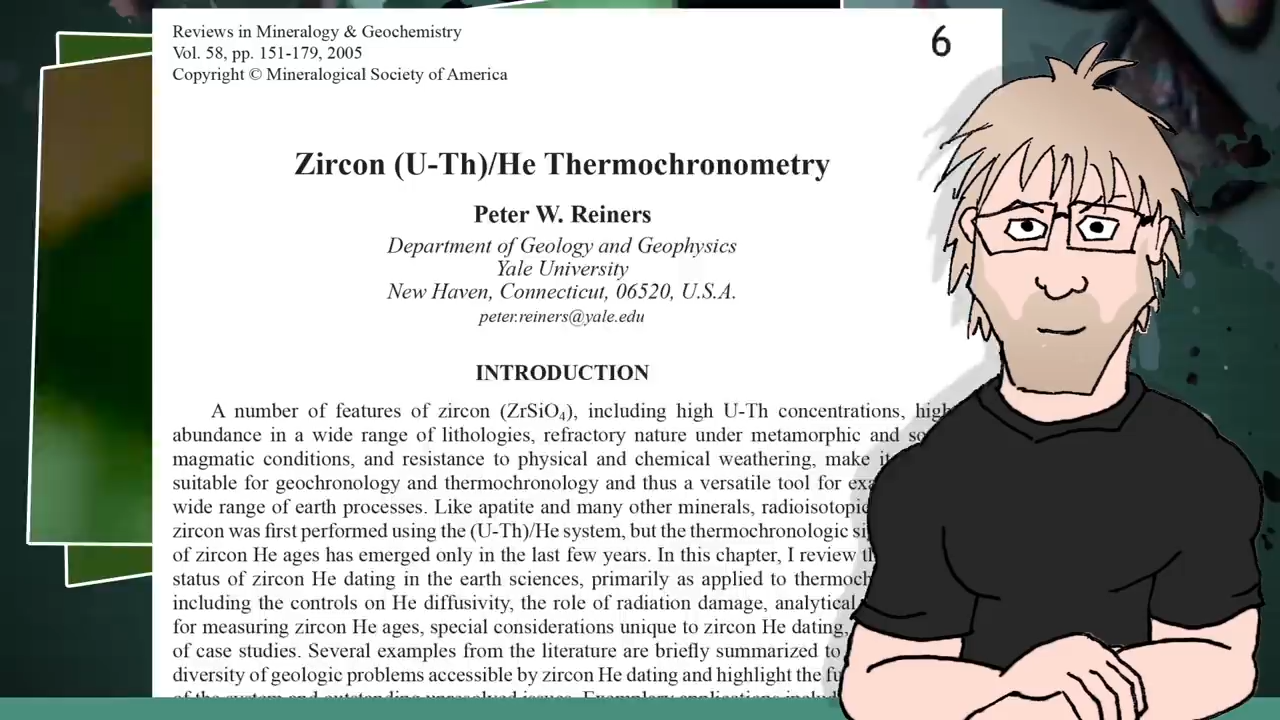 Reviews in Mineralogy & Geochemistry
Vol. 58, pp. 151-179, 2005
Copyright © Mineralogical Society of America
6
Zircon (U-Th)/He Thermochronometry
Peter W. Reiners
Department of Geology and Geophysics
Yale University
New Haven, Connecticut, 06520, U.S.A.
peter.reiners@yale.edu
INTRODUCTION
A number of features of zircon (ZrSiO₄), including high U-Th concentrations, high
abundance in a wide range of lithologies, refractory nature under metamorphic and
magmatic conditions, and resistance to physical and chemical weathering, make it
suitable for geochronology and thermochronology and thus a versatile tool for
wide range of earth processes. Like apatite and many other minerals,
zircon was first performed using the (U-Th)/He system, but the thermochronologic
of zircon He ages has emerged only in the last few years. In this chapter, I review
status of zircon He dating in the earth sciences, primarily as applied to
including the controls on He diffusivity, the role of radiation damage, analytical
for measuring zircon He ages, special considerations unique to zircon He dating,
of case studies. Several examples from the literature are briefly summarized to
diversity of geologic problems accessible by zircon He dating and highlight the